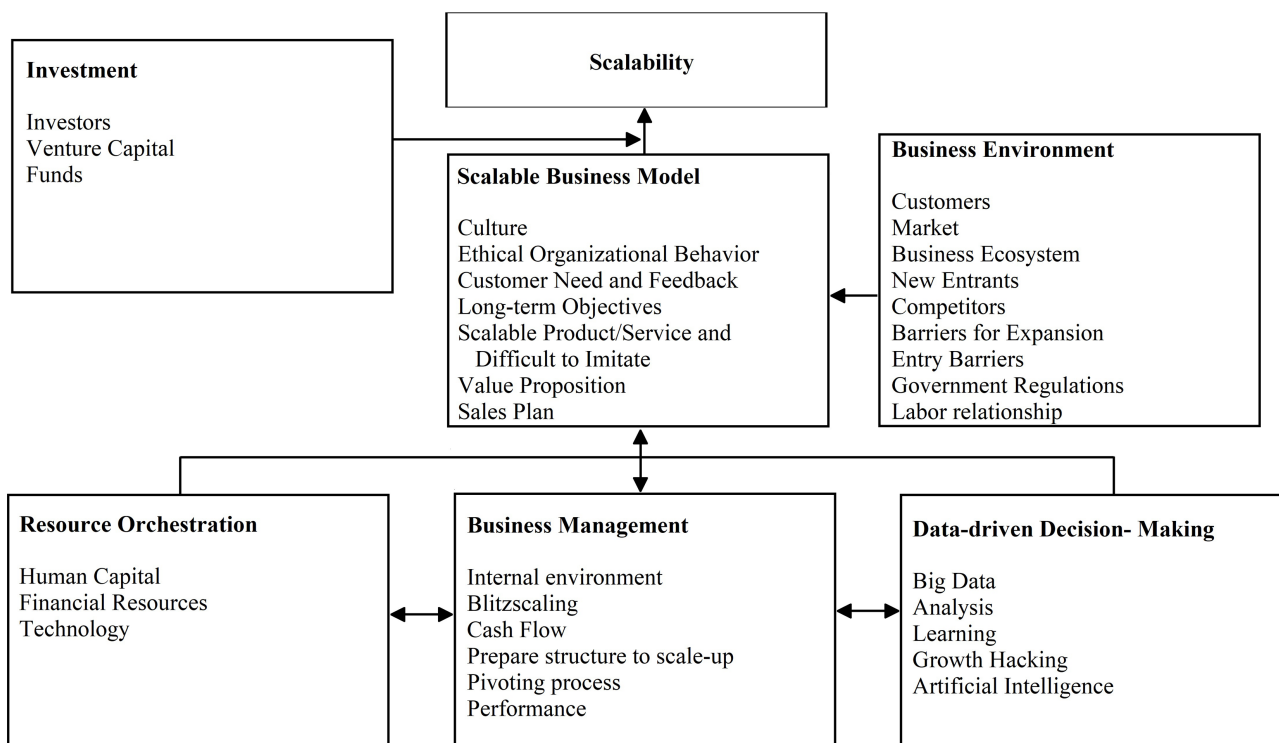 Scalability
Investment
Investors
Venture Capital
Funds
Scalable Business Model
Culture
Ethical Organizational Behavior
Customer Need and Feedback
Long-term Objectives
Scalable Product/Service and
Difficult to Imitate
Value Proposition
Sales Plan
Business Environment
Customers
Market
Business Ecosystem
New Entrants
Competitors
Barriers for Expansion
Entry Barriers
Government Regulations
Labor relationship
Resource Orchestration
Human Capital
Financial Resources
Technology
Business Management
Internal environment
Blitzscaling
Cash Flow
Prepare structure to scale-up
Pivoting process
Performance
Data-driven Decision- Making
Big Data
Analysis
Learning
Growth Hacking
Artificial Intelligence